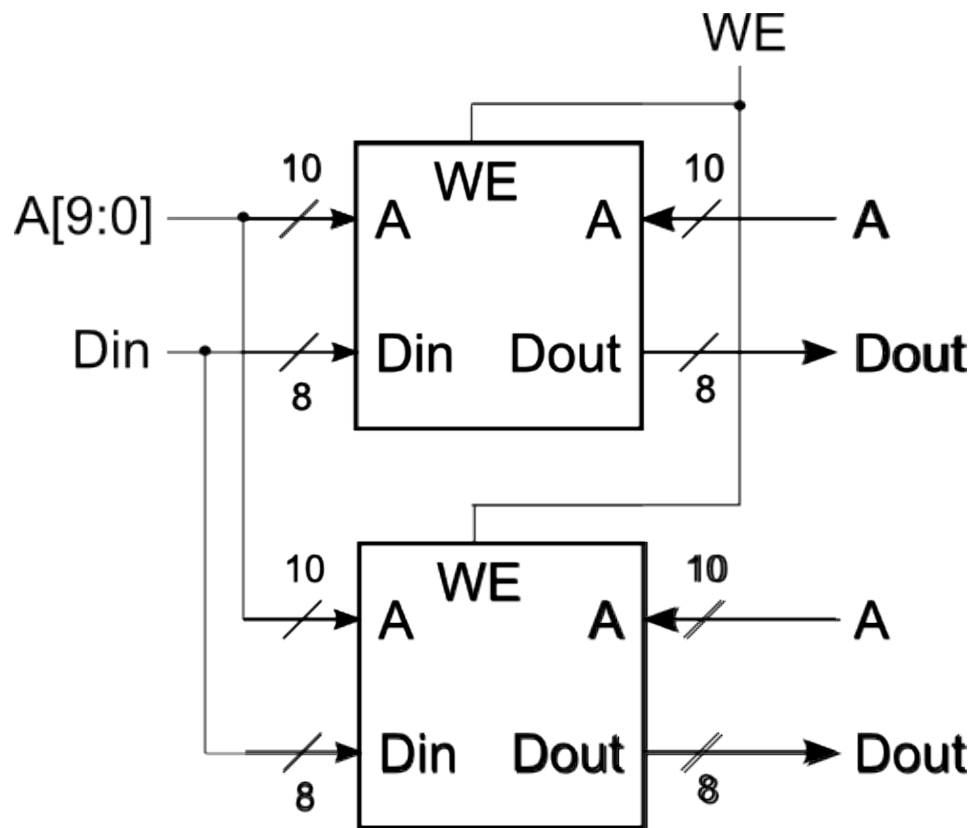 WE
10 WE 10
A[9:0] A A A
Din Din Dout Dout
8 8
10 WE 10
A A A
Din Dout Dout
8 8